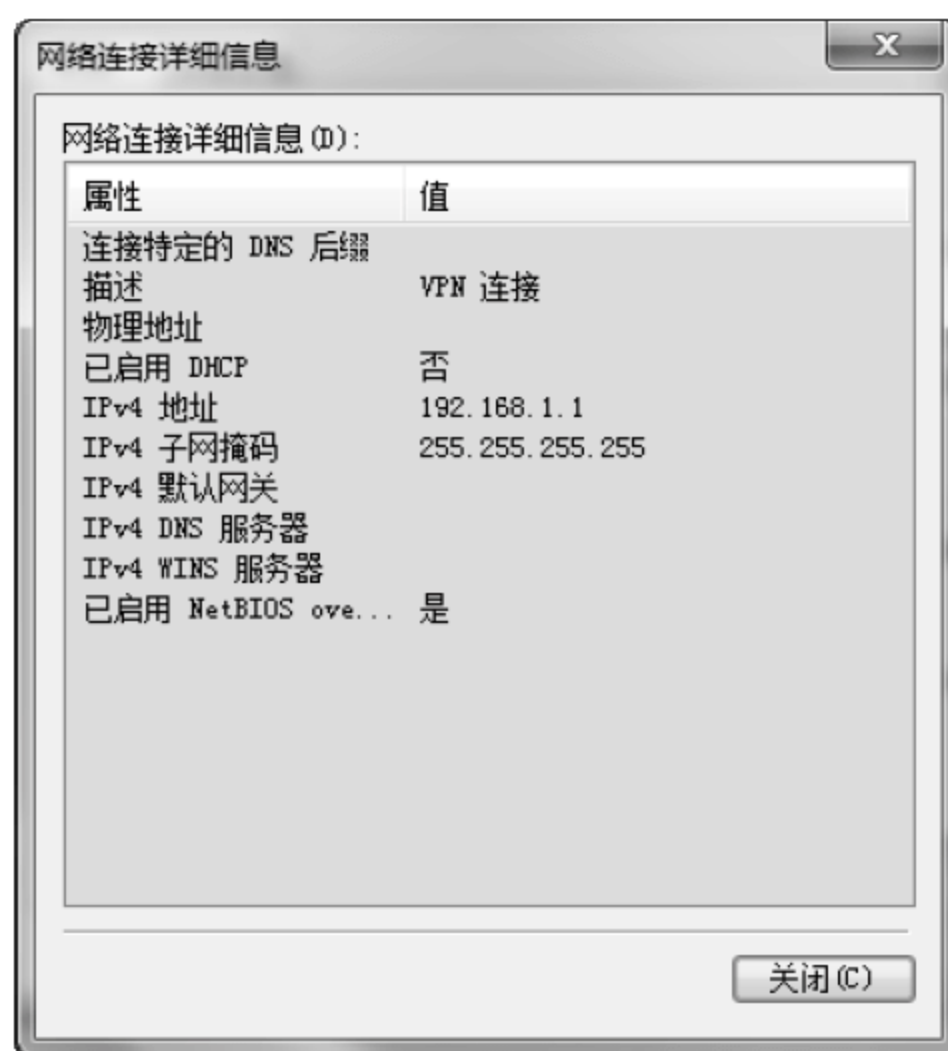 网络连接详细信息
网络连接详细信息(D):
属性 值
连接特定的 DNS 后缀
描述 VPN 连接
物理地址
已启用 DHCP 否
IPv4 地址 192.168.1.1
IPv4 子网掩码 255.255.255.255
IPv4 默认网关
IPv4 DNS 服务器
IPv4 WINS 服务器
已启用 NetBIOS ove... 是
关闭(C)